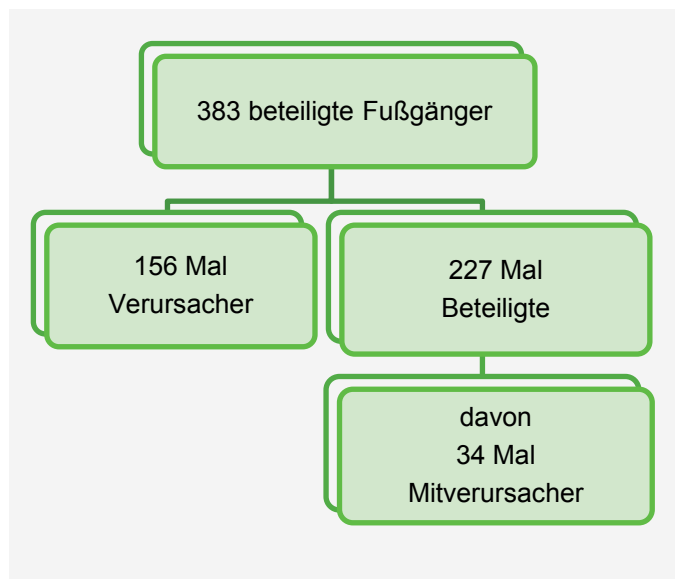 383 beteiligte Fußgänger
156 Mal
Verursacher
227 Mal
Beteiligte
davon
34 Mal
Mitverursacher